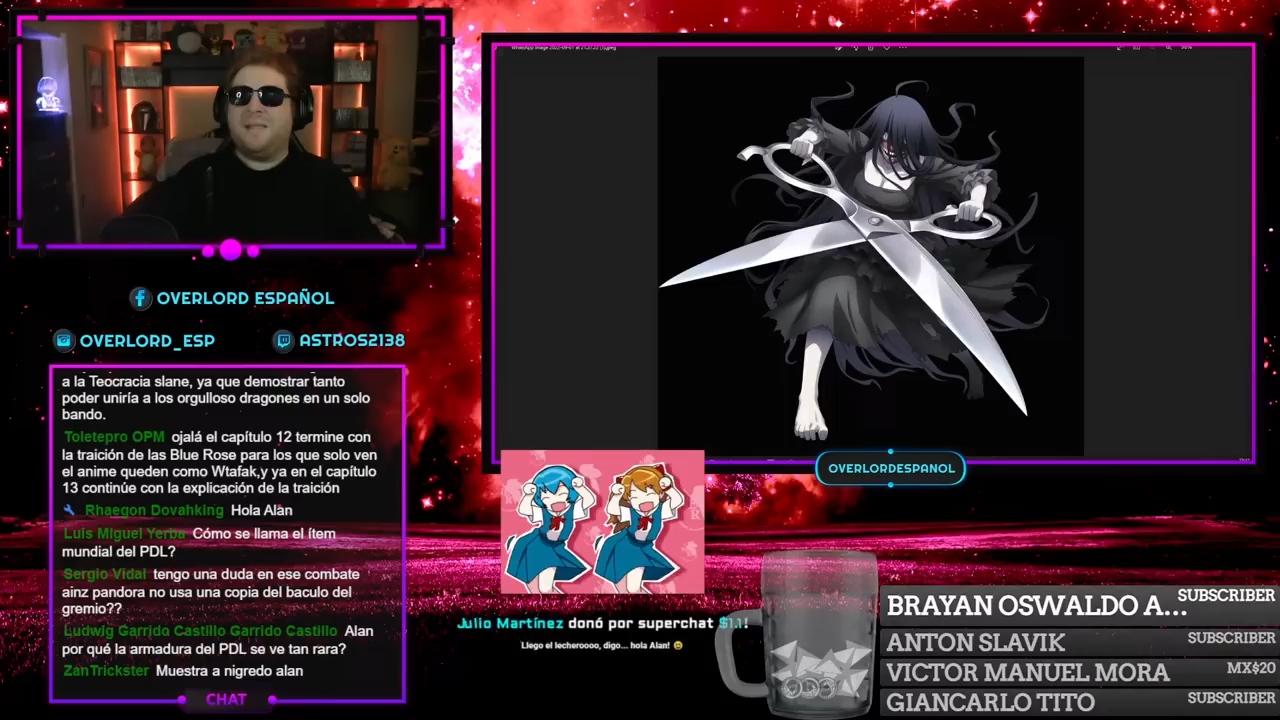 OVERLORD ESPAÑOL
OVERLORD_ESP
ASTROS2138
a la Teocracia slane, ya que demostrar tanto
poder uniría a los orgulloso dragones en un solo
bando.
Toletepro OPM ojalá el capítulo 12 termine con
la traición de las Blue Rose para los que solo ven
el anime queden como Wtafak,y ya en el capítulo
13 continúe con la explicación de la traición
Rhaegon Dovahking Hola Alan
Luis Miguel Yerba Cómo se llama el ítem
mundial del PDL?
Sergio Vidal tengo una duda en ese combate
ainz pandora no usa una copia del baculo del
gremio??
Ludwig Garrido Castillo Garrido Castillo Alan
por qué la armadura del PDL se ve tan rara?
ZanTrickster Muestra a nigredo alan
CHAT
OVERLORDESPANOL
Julio Martínez donó por superchat $1.1!
Llego el lecheroooo, digo... hola Alan!
BRAYAN OSWALDO A... SUBSCRIBER
ANTON SLAVIK SUBSCRIBER
VICTOR MANUEL MORA MX$20
GIANCARLO TITO SUBSCRIBER